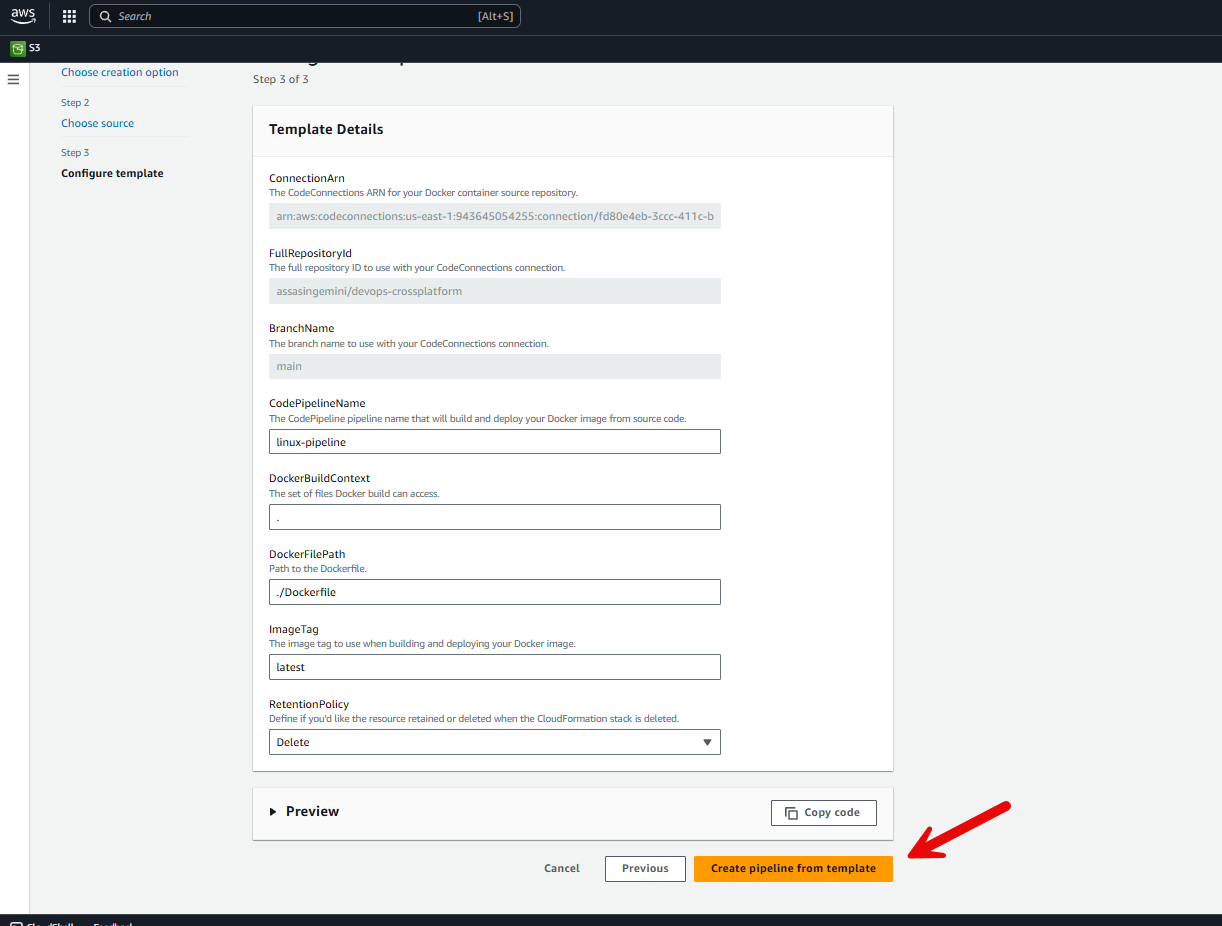 aws
Search
[Alt+S]
S3
Choose creation option
Step 2
Choose source
Step 3
Configure template
Step 3 of 3
Template Details
ConnectionArn
The CodeConnections ARN for your Docker container source repository.
arn:aws:codeconnections:us-east-1:943645054255:connection/fd80e4eb-3ccc-411c-b
FullRepositoryId
The full repository ID to use with your CodeConnections connection.
assasingemini/devops-crossplatform
BranchName
The branch name to use with your CodeConnections connection.
main
CodePipelineName
The CodePipeline pipeline name that will build and deploy your Docker image from source code.
linux-pipeline
DockerBuildContext
The set of files Docker build can access.
.
DockerFilePath
Path to the Dockerfile.
./Dockerfile
ImageTag
The image tag to use when building and deploying your Docker image.
latest
RetentionPolicy
Define if you'd like the resource retained or deleted when the CloudFormation stack is deleted.
Delete
Preview
Copy code
Cancel
Previous
Create pipeline from template
CloudShell Feedback